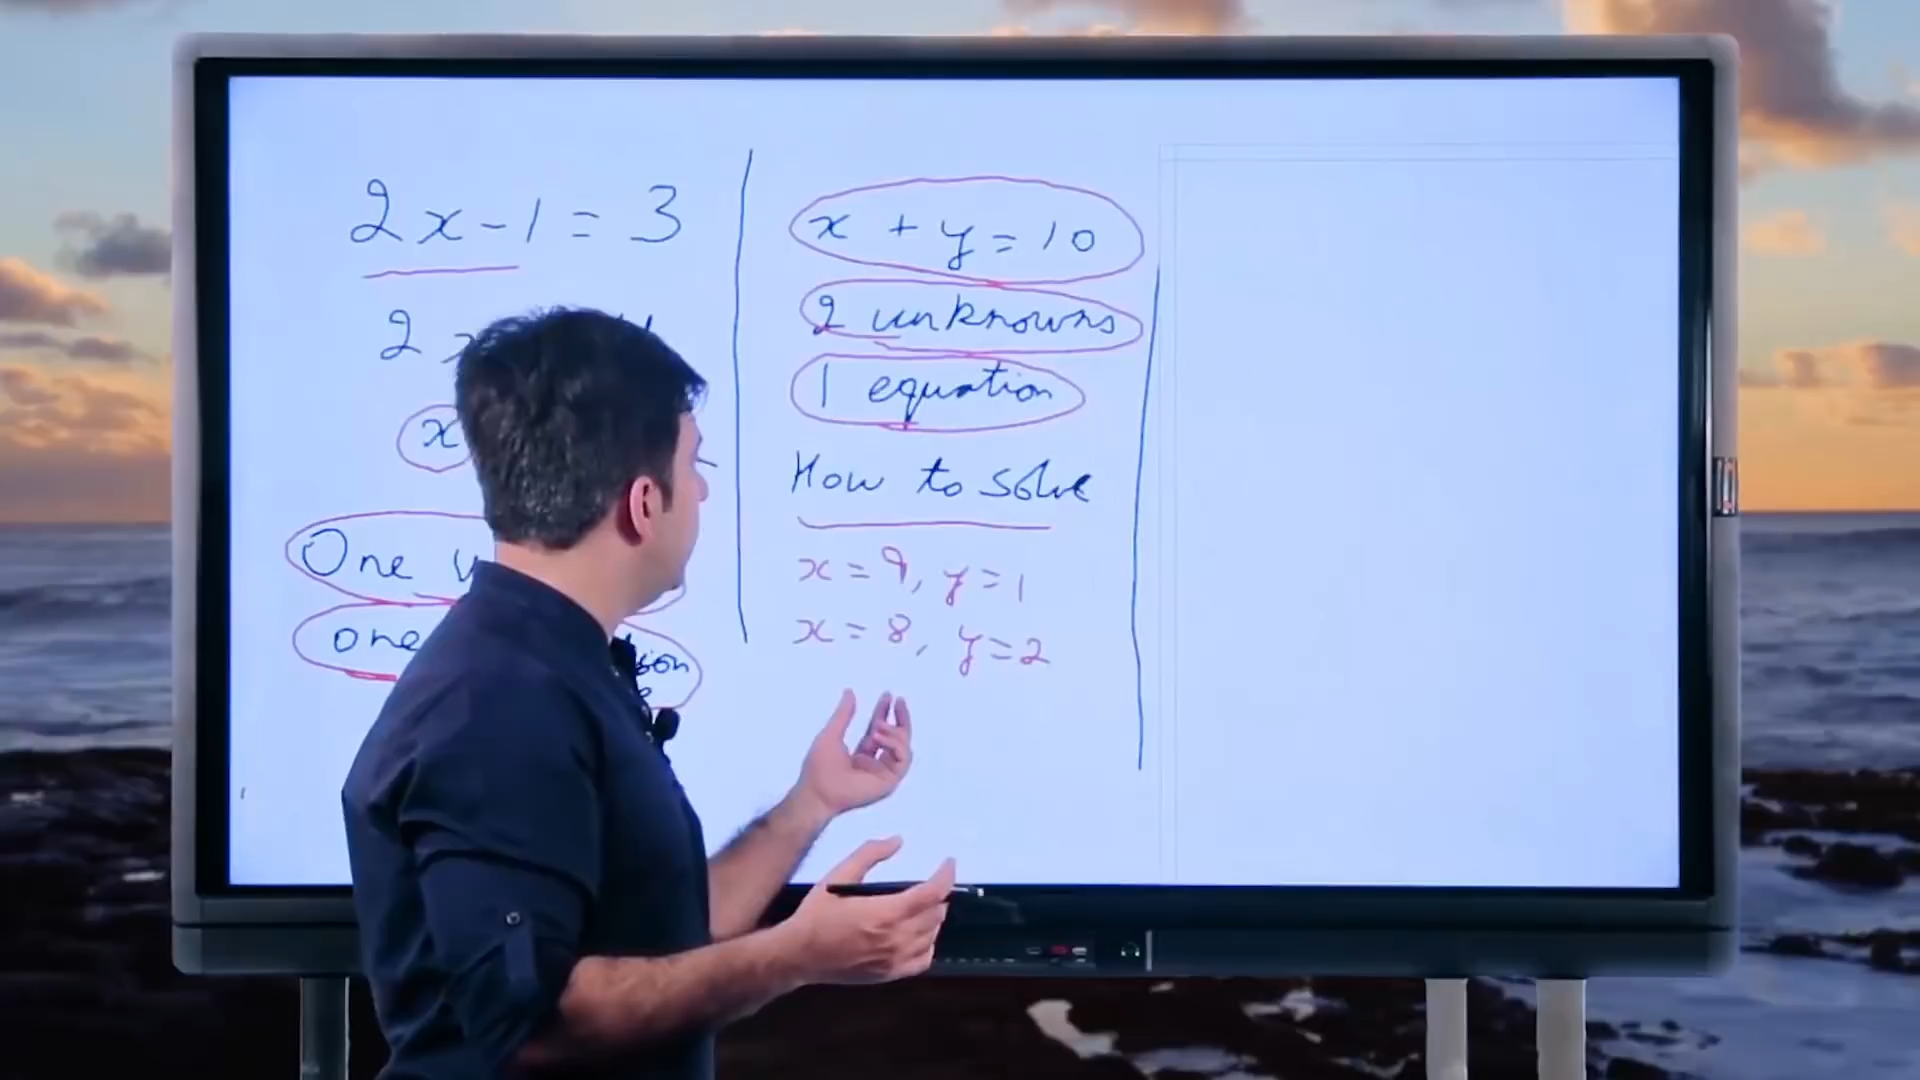 2x-1=3
2
x
One
one
x + y = 10
2 unknowns
1 equation
How to solve
x = 9, y = 1
x = 8, y = 2